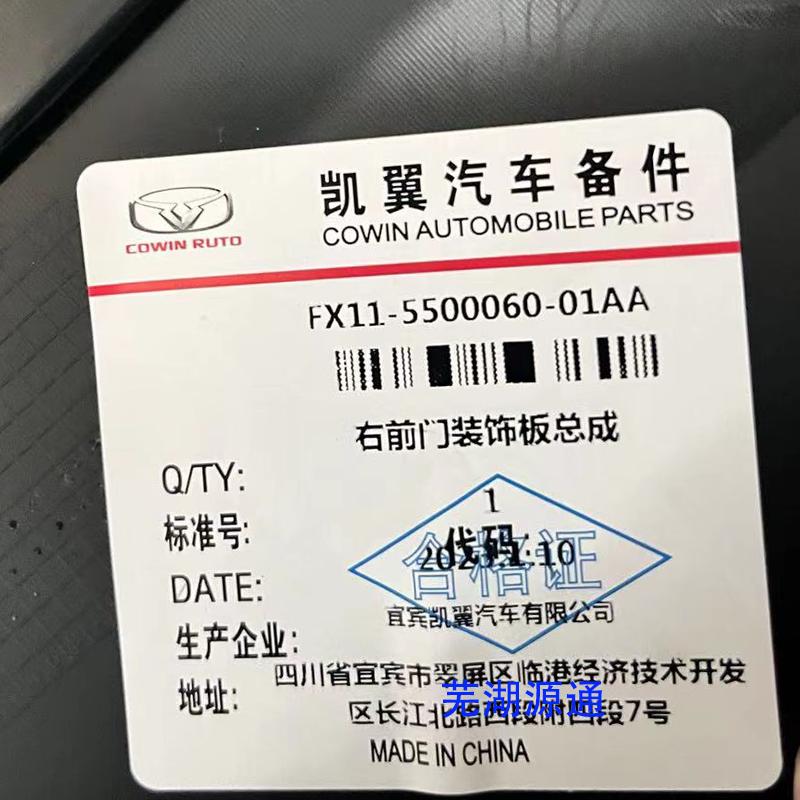 凯翼汽车备件
COWIN RUTO
COWIN AUTOMOBILE PARTS
FX11-5500060-01AA
右前门装饰板总成
Q/TY:
1
标准号:
代码:
合格证
DATE:
生产企业:
宜宾凯翼汽车有限公司
地址:
四川省宜宾市翠屏区临港经济技术开发
区长江北路西段附四段7号
芜湖源通
MADE IN CHINA